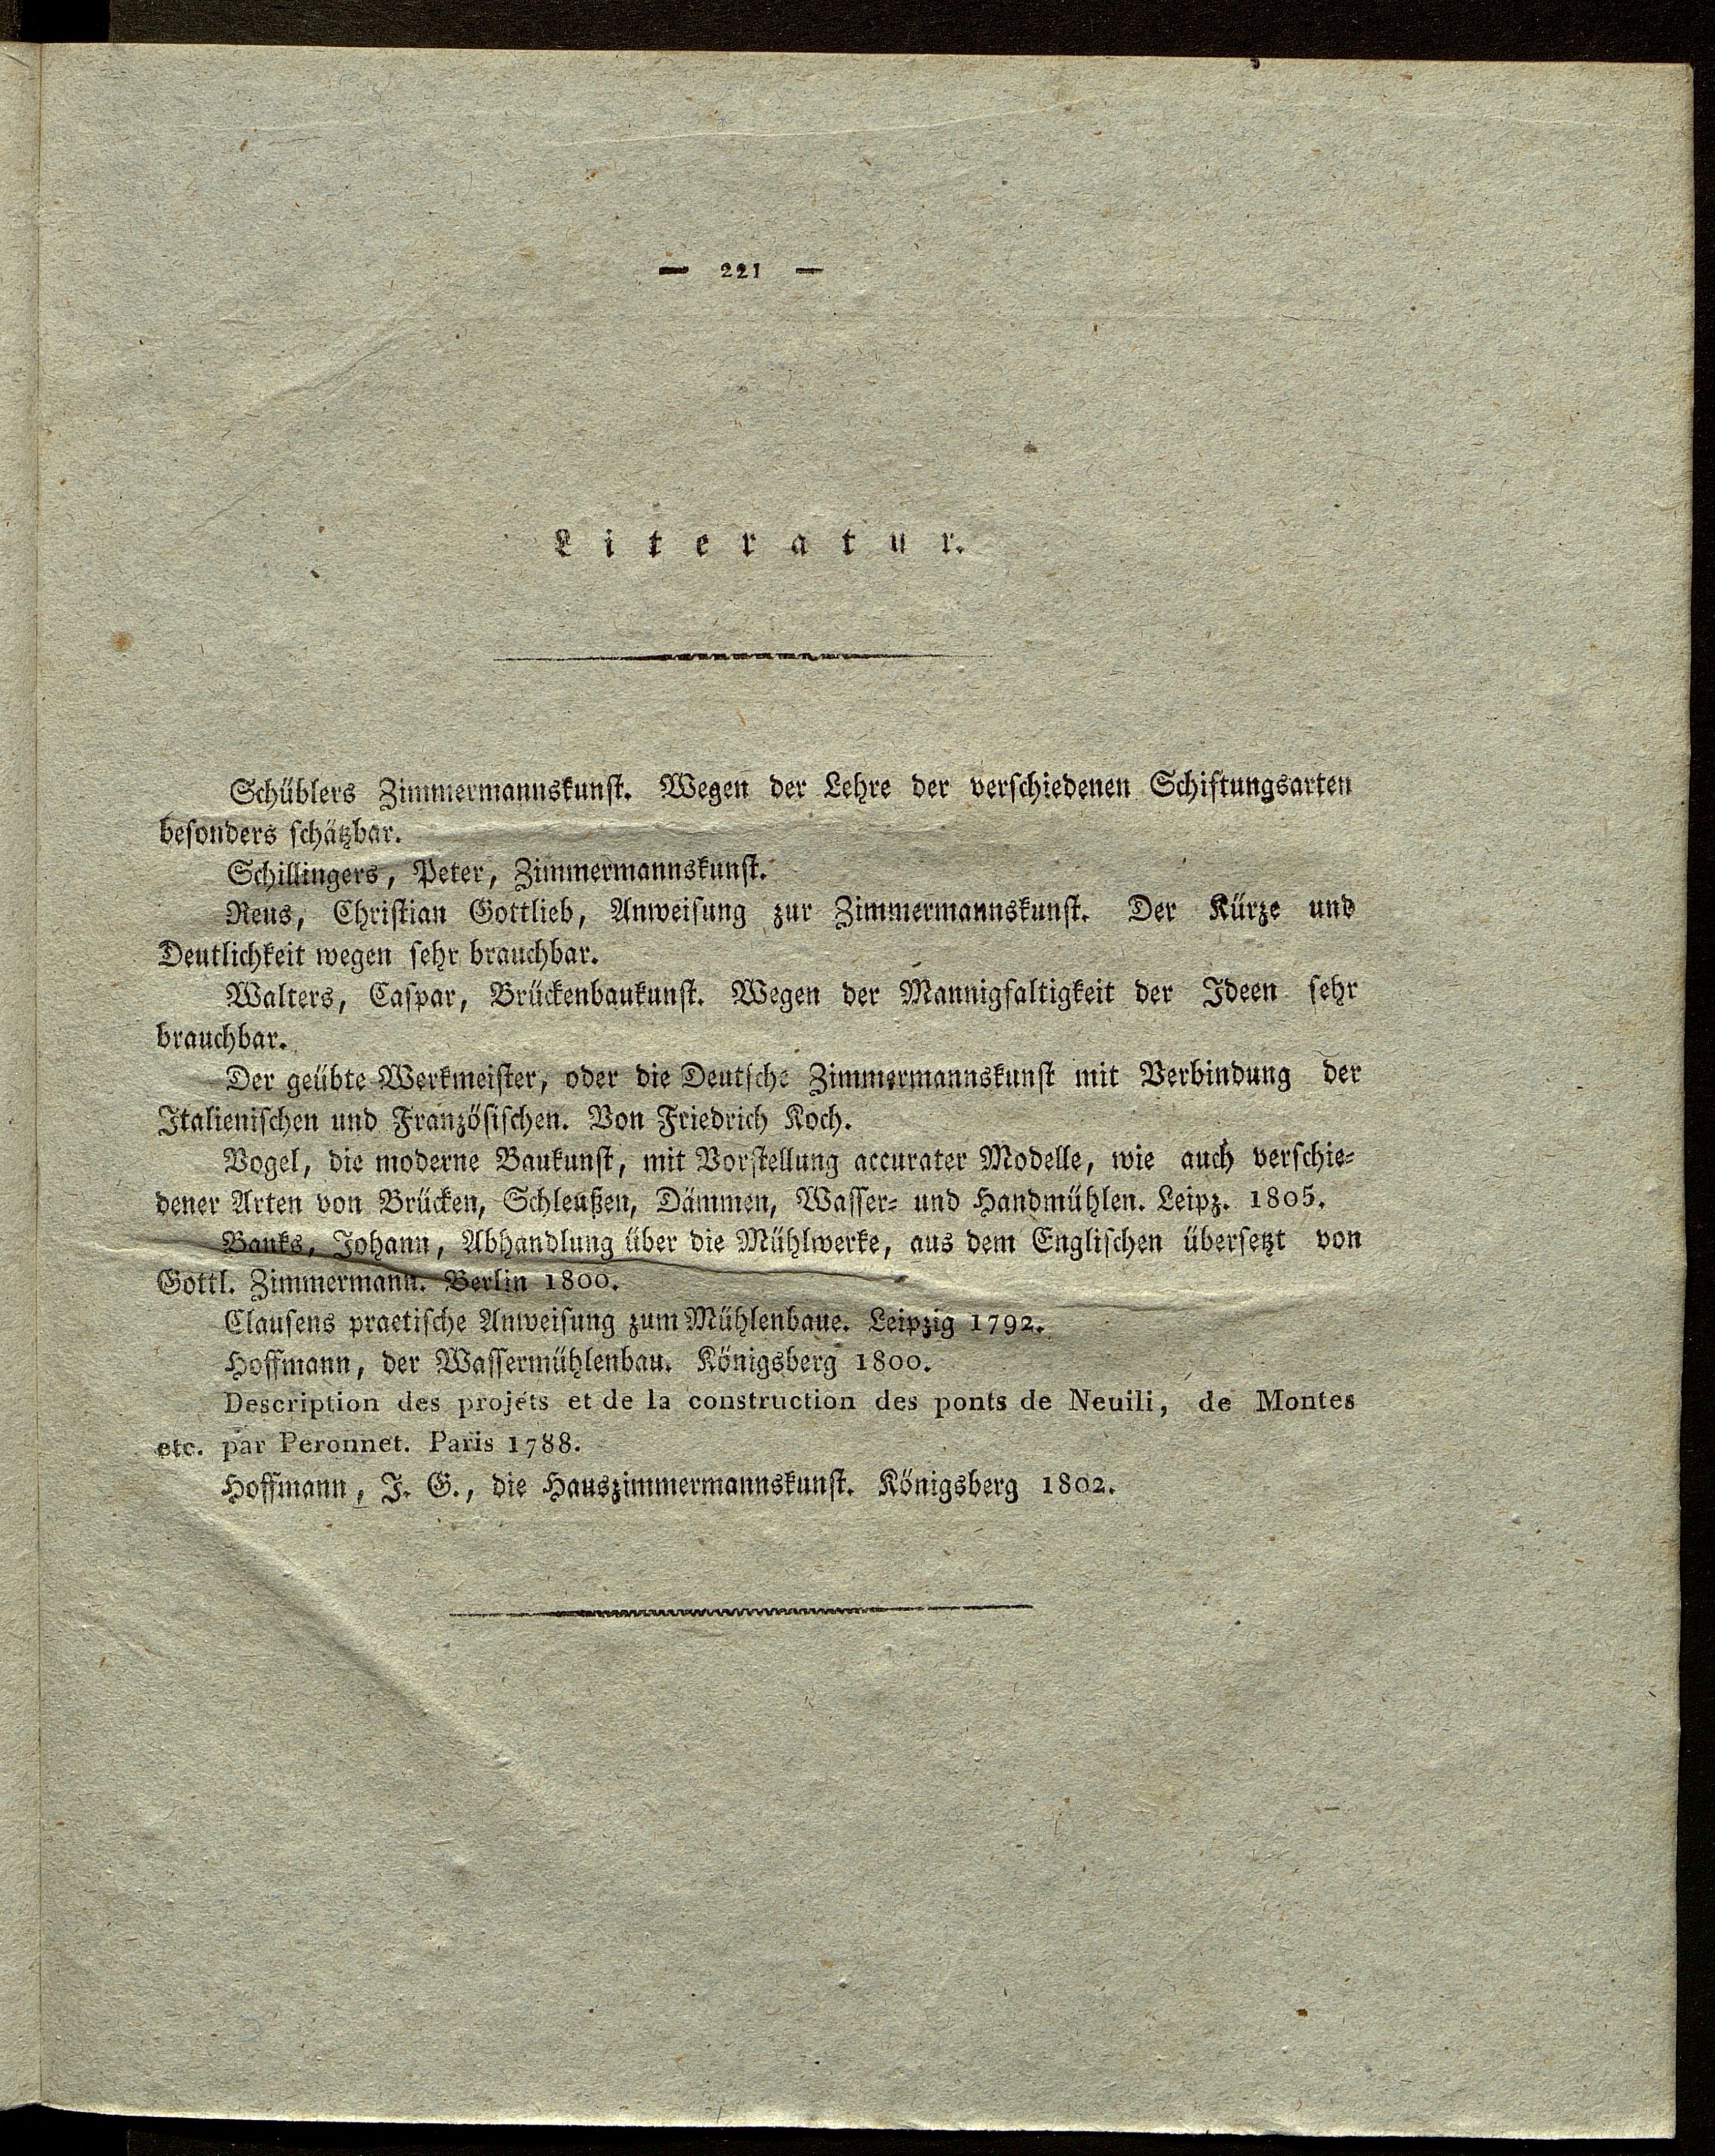 — 221 —
Literatur.
Schüblers Zimmermannskunst. Wegen der Lehre der verschiedenen Schiftungsarten
besonders schätzbar.
Schillingers, Peter, Zimmermannskunst.
Reus, Christian Gottlieb, Anweisung zur Zimmermannskunst. Der Kürze und
Deutlichkeit wegen sehr brauchbar.
Walters, Caspar, Brückenbaukunst. Wegen der Mannigfaltigkeit der Ideen sehr
brauchbar.
Der geübte Werkmeister, oder die Deutsche Zimmermannskunst mit Verbindung der
Italienischen und Französischen. Von Friedrich Koch.
Vogel, die moderne Baukunst, mit Vorstellung accurater Modelle, wie auch verschie-
dener Arten von Brücken, Schleußen, Dämmen, Wasser- und Handmühlen. Leipz. 1805.
Banks, Johann, Abhandlung über die Mühlwerke, aus dem Englischen übersetzt von
Gottl. Zimmermann. Berlin 1800.
Clausens practische Anweisung zum Mühlenbaue. Leipzig 1792.
Hoffmann, der Wassermühlenbau. Königsberg 1800.
Description des projets et de la construction des ponts de Neuili, de Montes
etc. par Peronnet. Paris 1788.
Hoffmann, J. G., die Hauszimmermannskunst. Königsberg 1802.